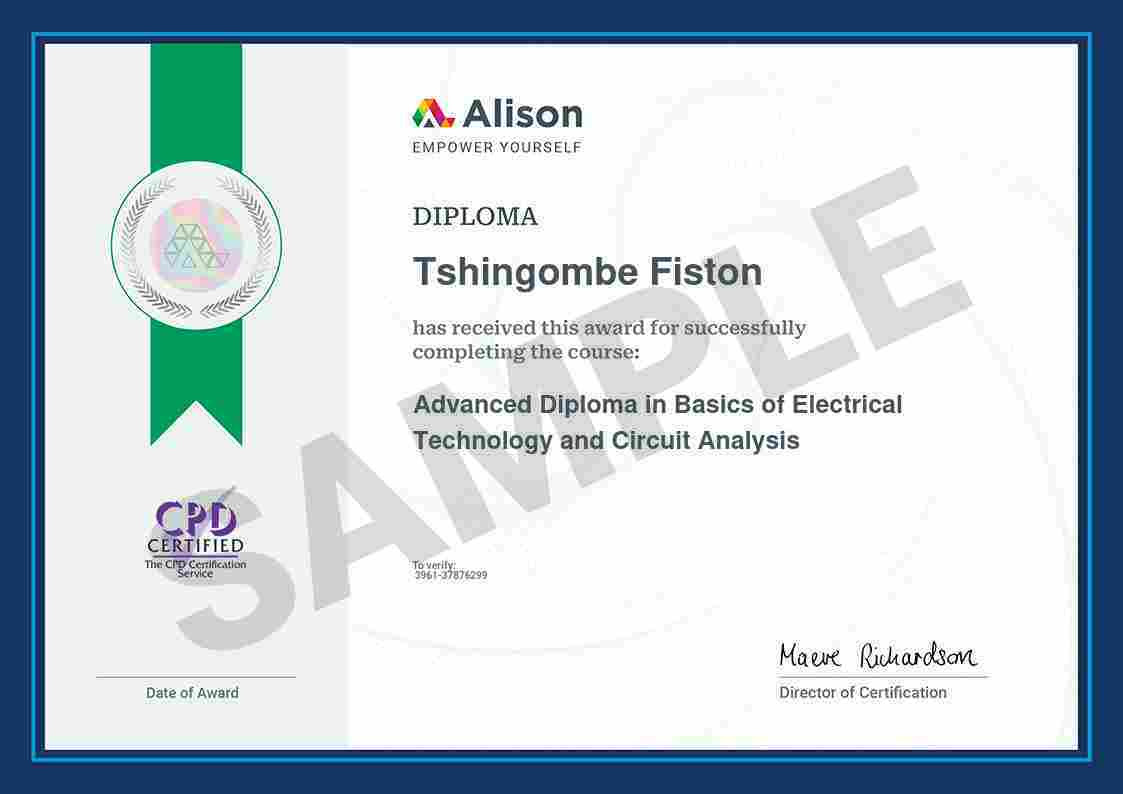 Alison
EMPOWER YOURSELF
DIPLOMA
Tshingombe Fiston
has received this award for successfully
completing the course:
Advanced Diploma in Basics of Electrical
Technology and Circuit Analysis
SAMPLE
CPD
CERTIFIED
The CPD Certification
Service
To verify:
3961-37876299
Maeve Richardson
Date of Award
Director of Certification